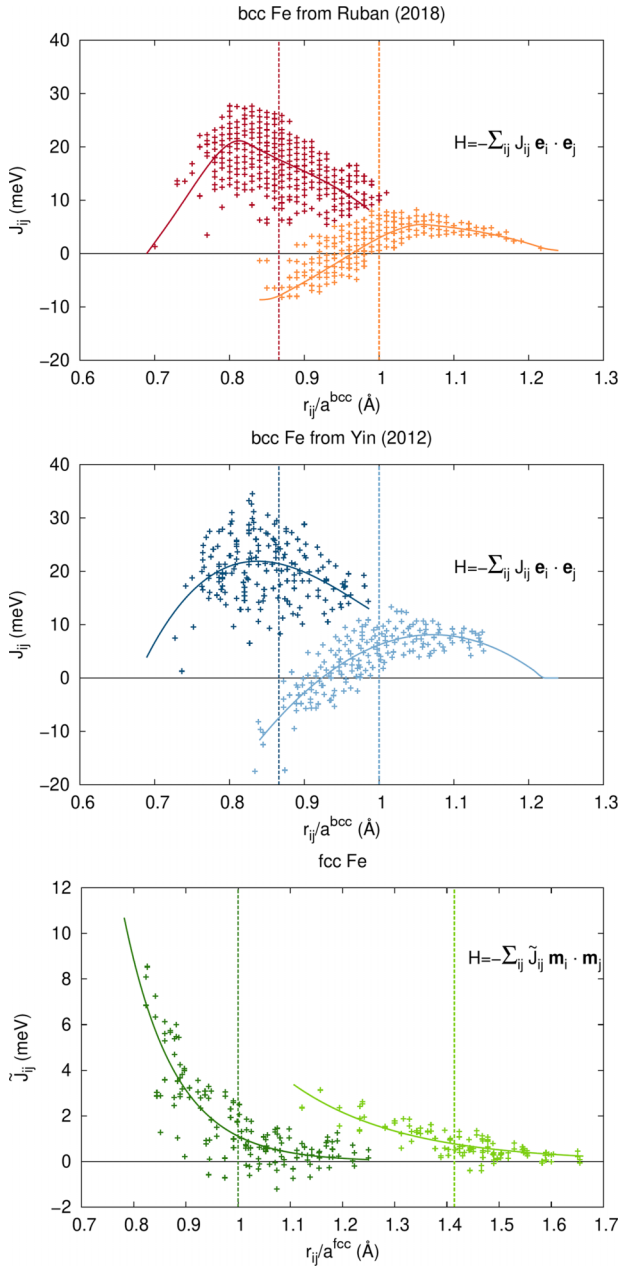 bcc Fe from Ruban (2018)
40
30
20
10
0
−10
−20
J_ij (meV)
H=−∑_ij J_ij e_i · e_j
0.6 0.7 0.8 0.9 1 1.1 1.2 1.3
r_ij/a^bcc (Å)
bcc Fe from Yin (2012)
40
30
20
10
0
−10
−20
J_ij (meV)
H=−∑_ij J_ij e_i · e_j
0.6 0.7 0.8 0.9 1 1.1 1.2 1.3
r_ij/a^bcc (Å)
fcc Fe
12
10
8
6
4
2
0
−2
J̃_ij (meV)
H=−∑_ij J̃_ij m_i · m_j
0.7 0.8 0.9 1 1.1 1.2 1.3 1.4 1.5 1.6 1.7
r_ij/a^fcc (Å)